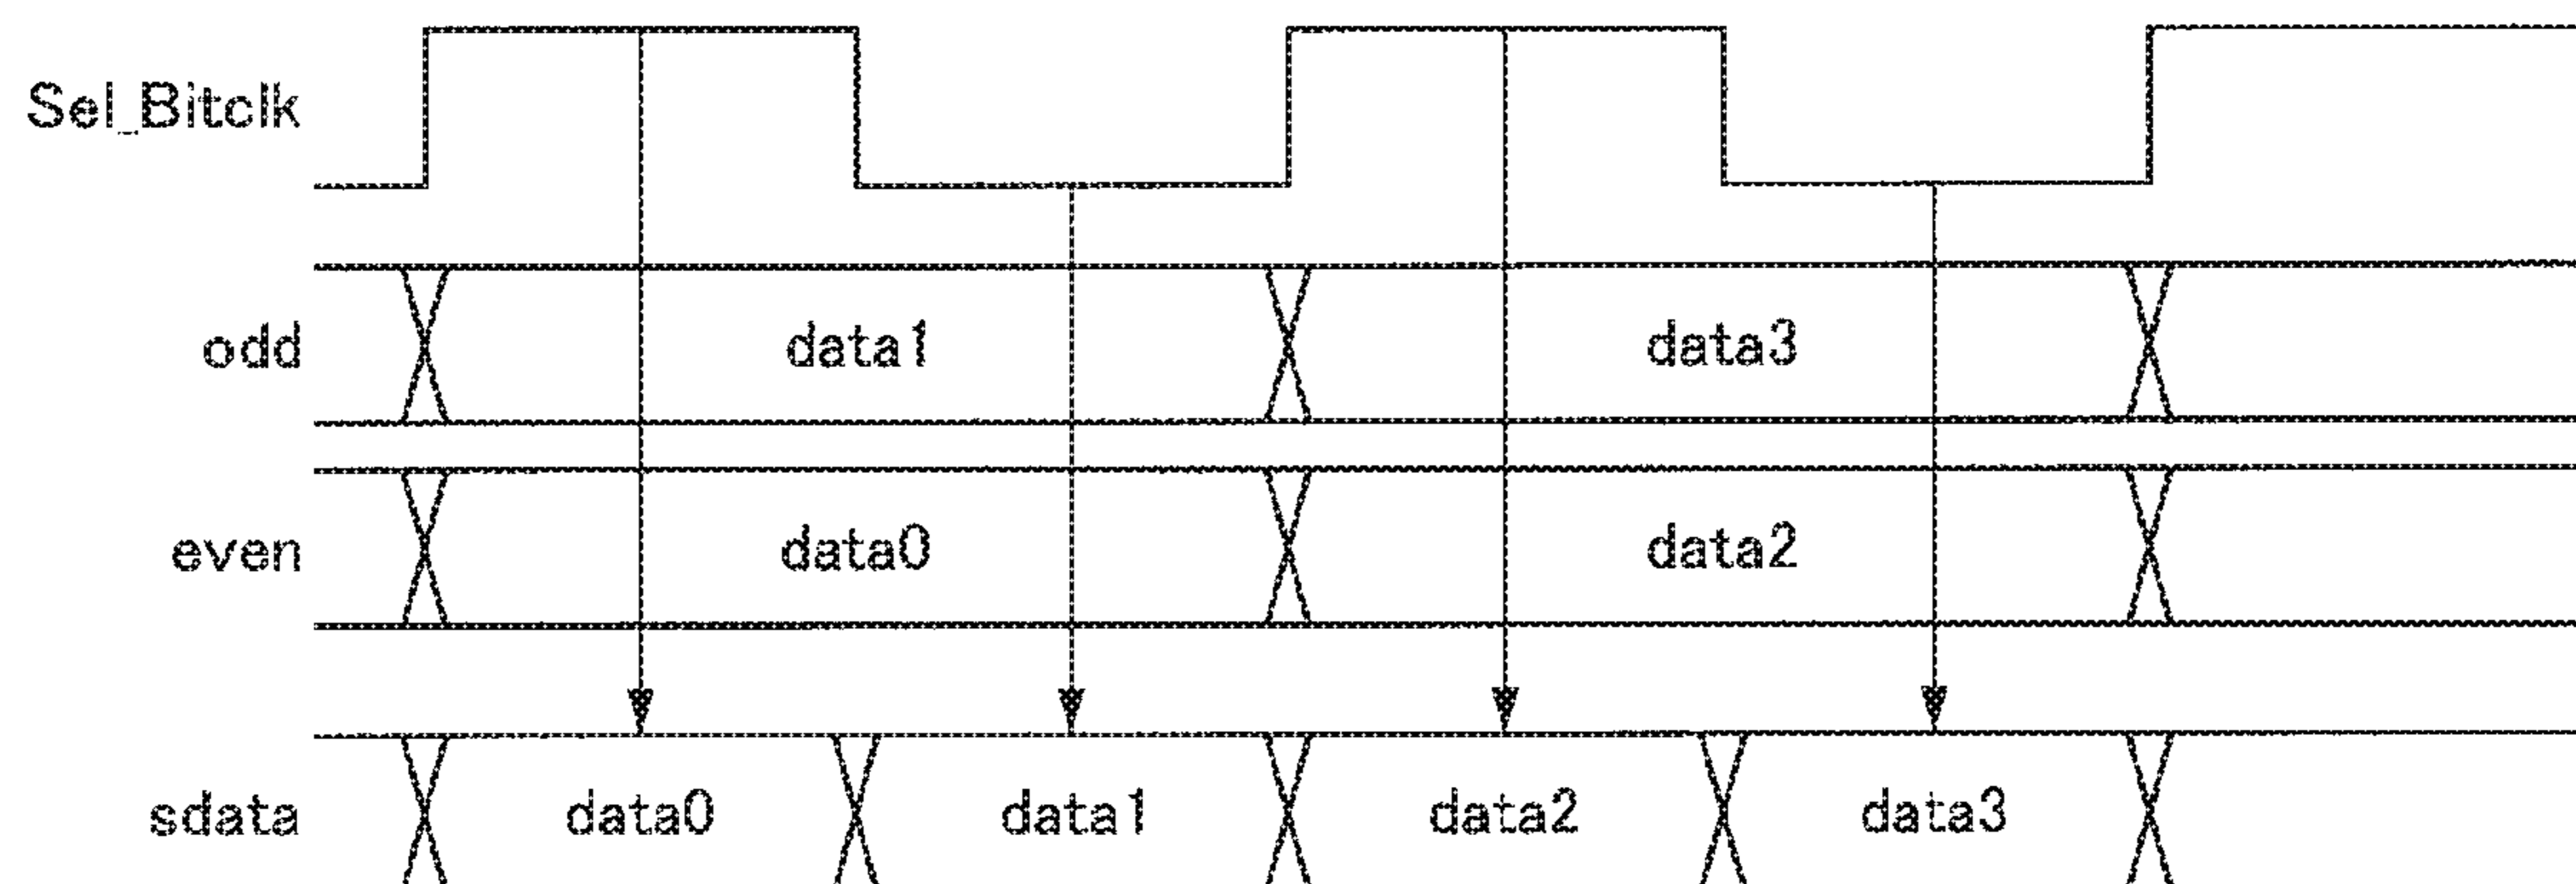 Sel_Bitclk
odd data1 data3
even data0 data2
sdata data0 data1 data2 data3